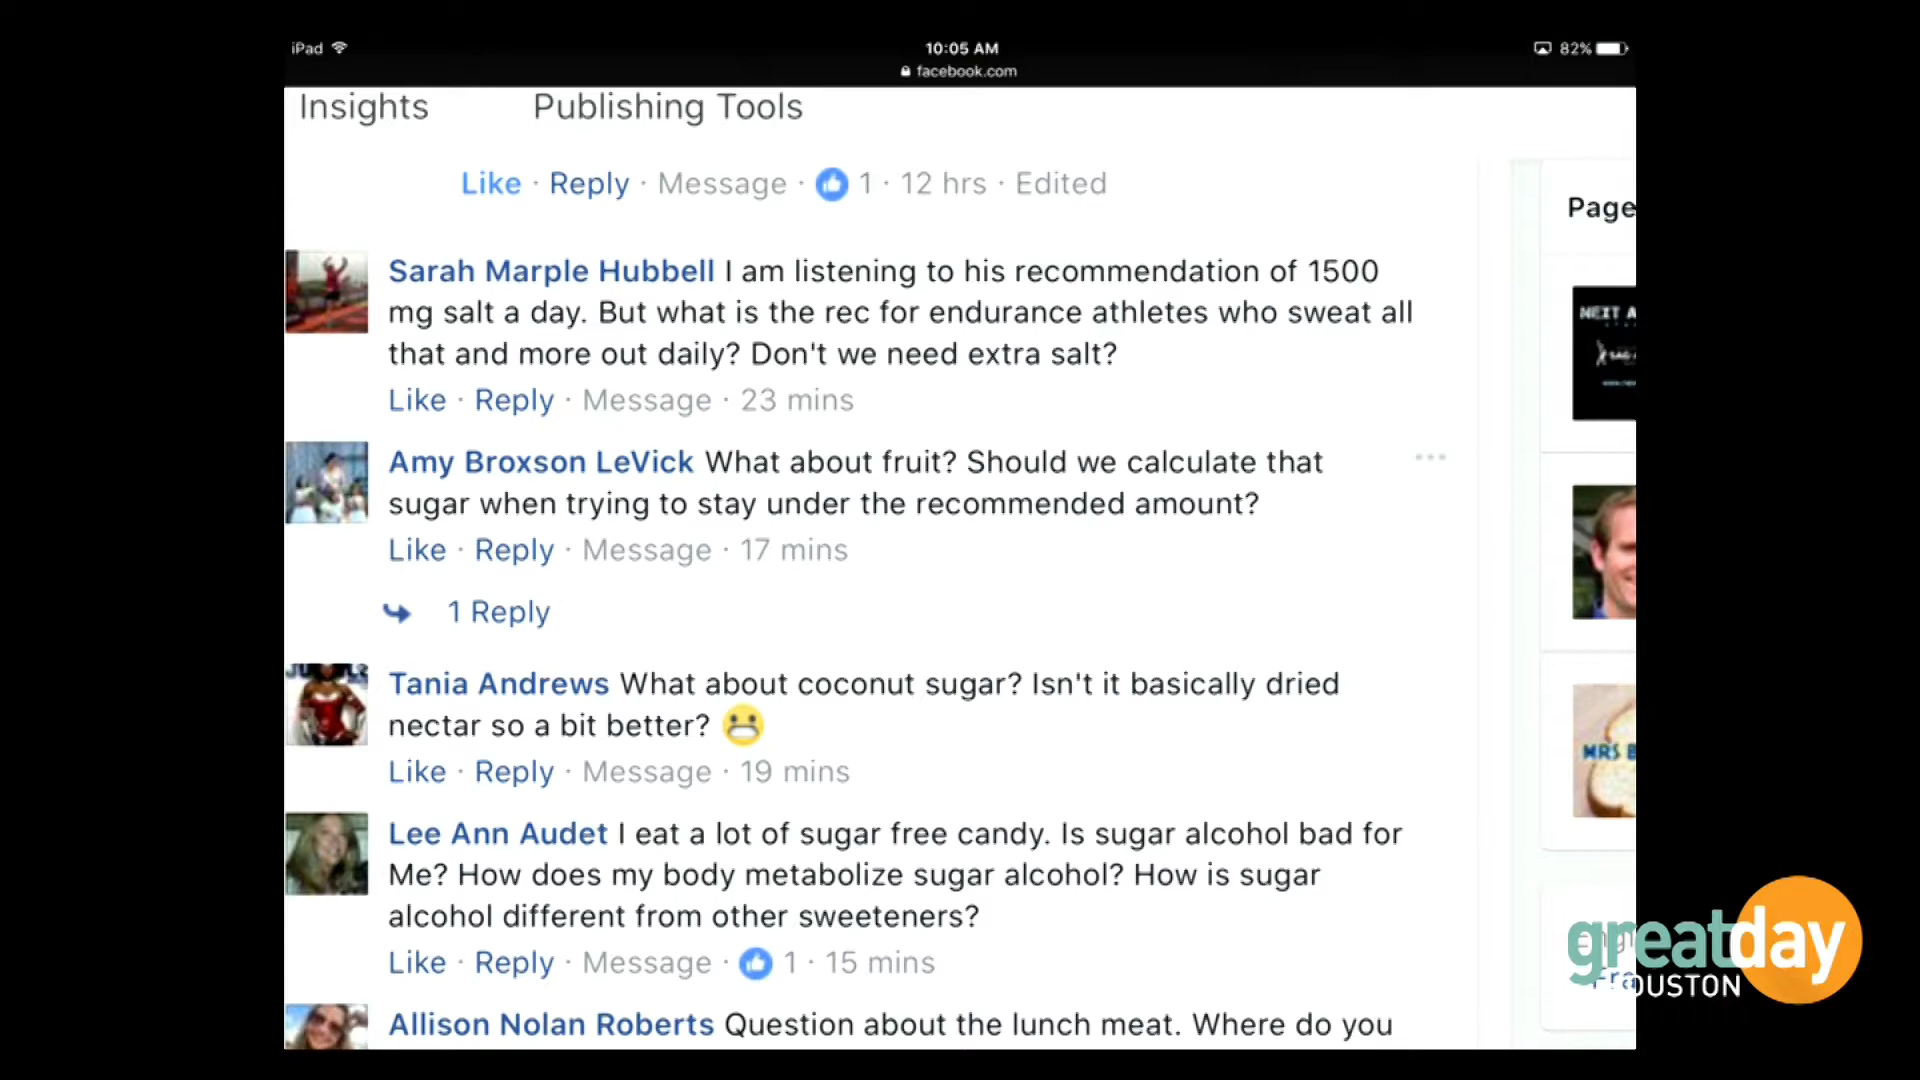 iPad
10:05 AM
82%
facebook.com
Insights Publishing Tools
Like · Reply · Message · 1 · 12 hrs · Edited
Page
Sarah Marple Hubbell I am listening to his recommendation of 1500
mg salt a day. But what is the rec for endurance athletes who sweat all
that and more out daily? Don't we need extra salt?
Like · Reply · Message · 23 mins
NEXT A
Amy Broxson LeVick What about fruit? Should we calculate that
sugar when trying to stay under the recommended amount?
Like · Reply · Message · 17 mins
1 Reply
Tania Andrews What about coconut sugar? Isn't it basically dried
nectar so a bit better? 😬
Like · Reply · Message · 19 mins
MRS B
Lee Ann Audet I eat a lot of sugar free candy. Is sugar alcohol bad for
Me? How does my body metabolize sugar alcohol? How is sugar
alcohol different from other sweeteners?
Like · Reply · Message · 1 · 15 mins
Allison Nolan Roberts Question about the lunch meat. Where do you
greatday
HOUSTON